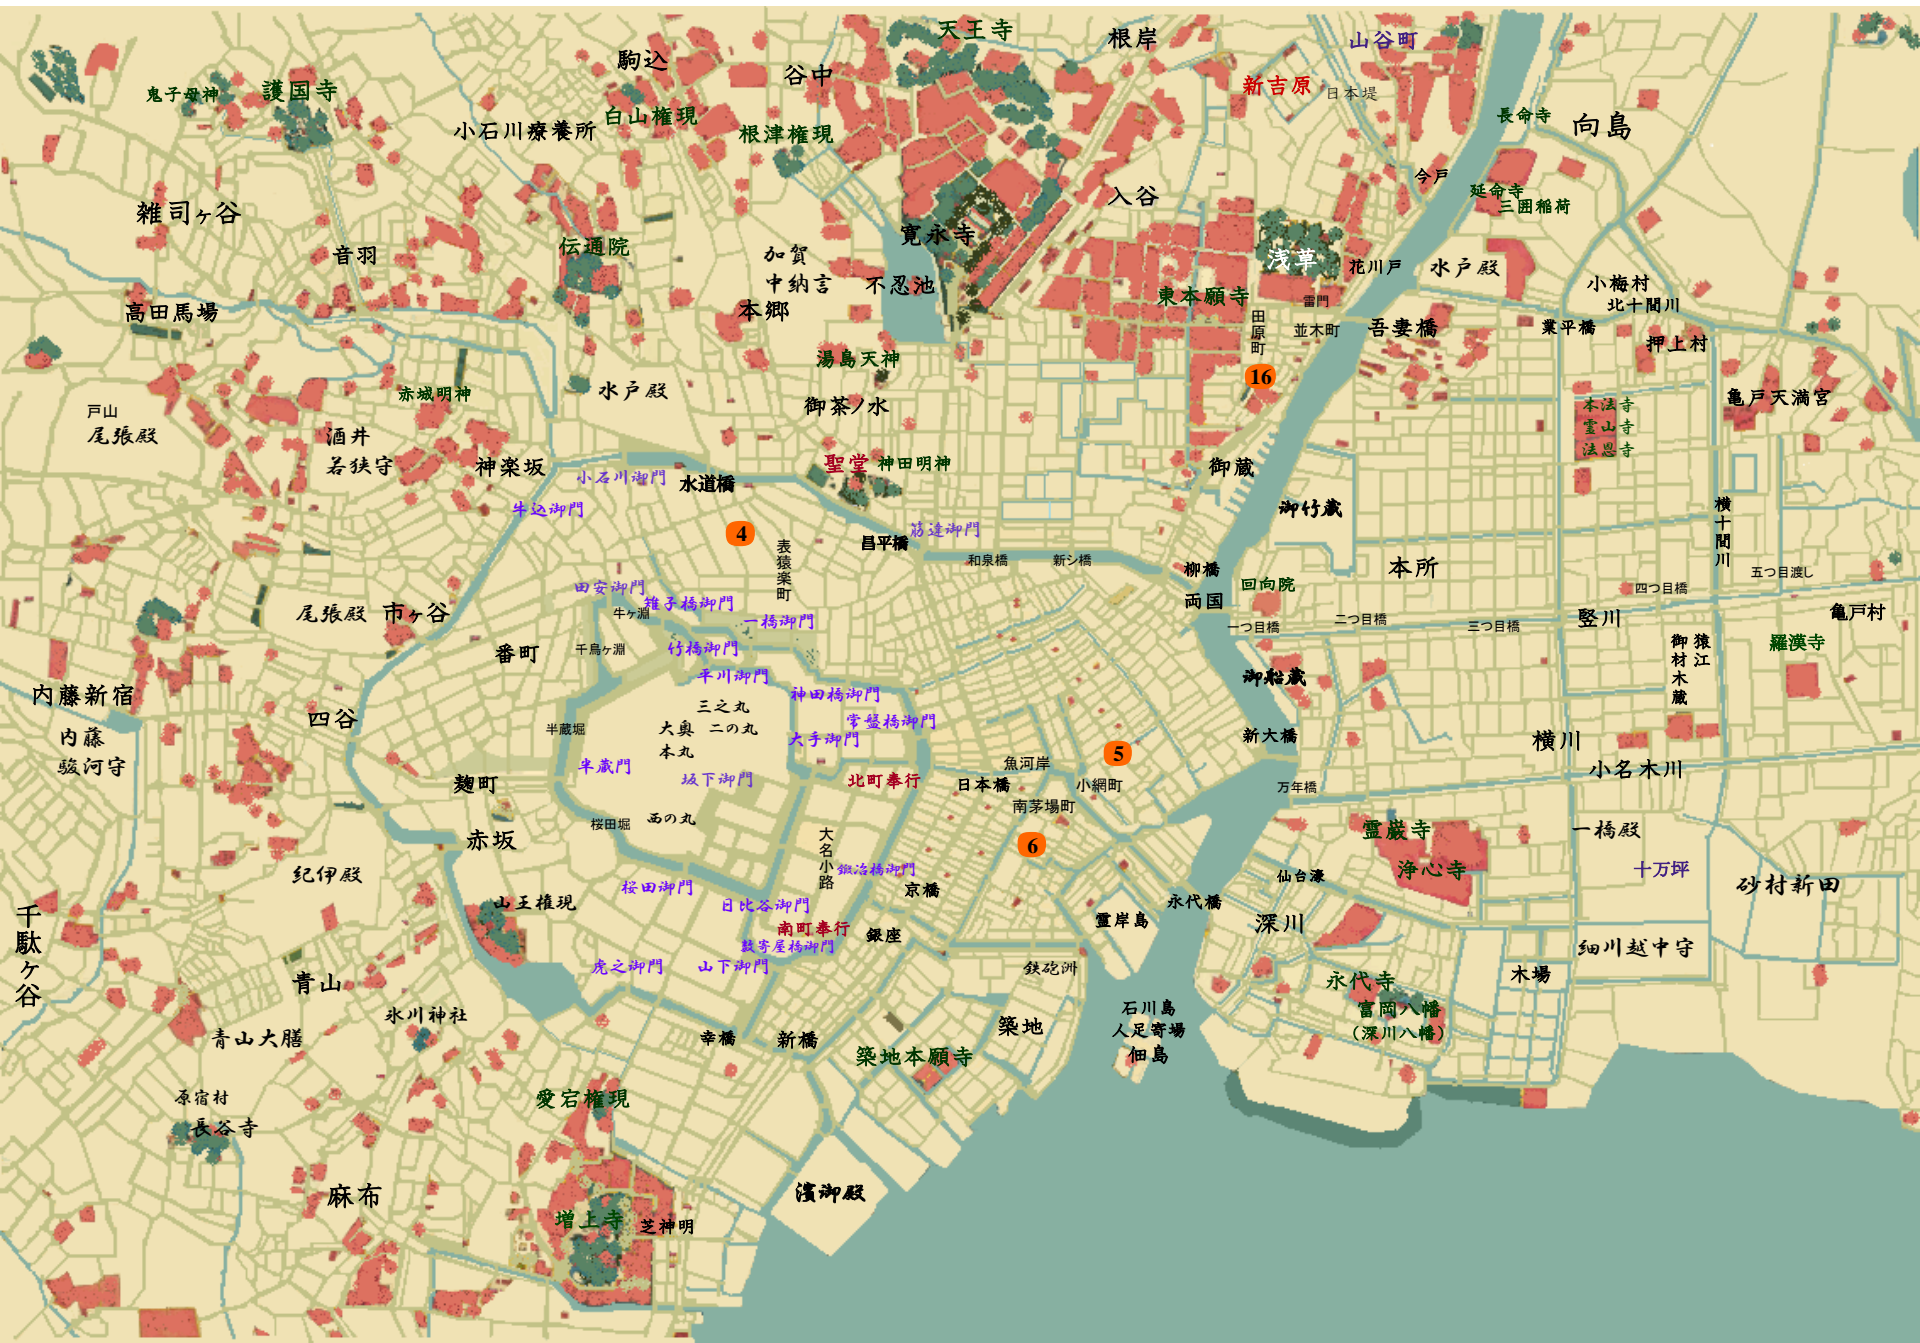 天王寺
根岸
山谷町
駒込
谷中
鬼子母神
護国寺
新吉原
日本堤
白山権現
小石川療養所
根津権現
長命寺
向島
今戸
延命寺
三囲稲荷
入谷
雑司ヶ谷
音羽
伝通院
加賀
中納言
寛永寺
不忍池
浅草
花川戸
水戸殿
小梅村
北十間川
業平橋
押上村
高田馬場
本郷
東本願寺
雷門
田原町
並木町
吾妻橋
16
湯島天神
水戸殿
御茶ノ水
赤城明神
戸山
尾張殿
酒井
若狭守
神楽坂
本法寺
霊山寺
法恩寺
亀戸天満宮
聖堂
神田明神
小石川御門
水道橋
牛込御門
御蔵
御竹蔵
横十間川
4
表猿楽町
昌平橋
筋違御門
和泉橋
新シ橋
柳橋
両国
回向院
本所
五つ目渡し
四つ目橋
田安御門
雉子橋御門
牛ヶ淵
一橋御門
尾張殿
市ヶ谷
一つ目橋
二つ目橋
三つ目橋
竪川
亀戸村
番町
千鳥ヶ淵
竹橋御門
平川御門
御船蔵
猿江
御材木蔵
羅漢寺
内藤新宿
四谷
神田橋御門
三之丸
大奥
二の丸
本丸
常盤橋御門
大手御門
半蔵堀
内藤
駿河守
半蔵門
坂下御門
北町奉行
新大橋
横川
5
魚河岸
日本橋
小網町
南茅場町
万年橋
小名木川
麹町
桜田堀
西の丸
赤坂
大名小路
6
霊巌寺
浄心寺
一橋殿
十万坪
砂村新田
紀伊殿
鍛冶橋御門
京橋
仙台濠
桜田御門
日比谷御門
山王権現
南町奉行
数寄屋橋御門
銀座
霊岸島
永代橋
深川
細川越中守
千駄ヶ谷
虎之御門
山下御門
鉄砲洲
木場
青山
永代寺
富岡八幡
(深川八幡)
氷川神社
石川島
人足寄場
佃島
青山大膳
幸橋
新橋
築地
築地本願寺
原宿村
長谷寺
愛宕権現
麻布
濱御殿
増上寺
芝神明